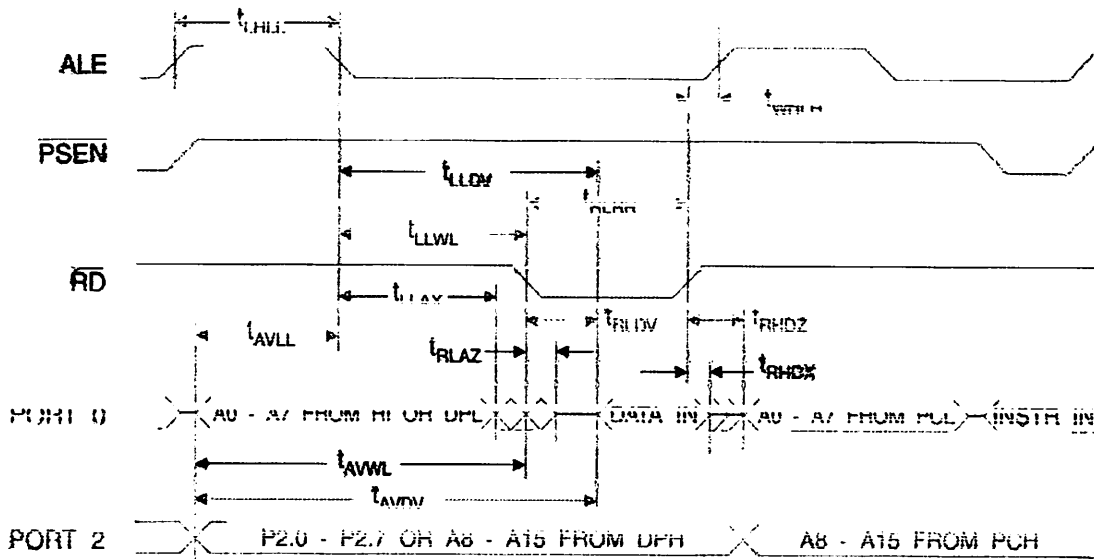 tLHLL
ALE
tWHLH
PSEN
tLLDV
tRLRH
tLLWL
RD
tLLAX
tRLDV
tRHDZ
tAVLL
tRLAZ
tRHDX
PORT 0
A0 - A7 FROM RI OR DPL
DATA IN
A0 - A7 FROM PCL
INSTR IN
tAVWL
tAVDV
PORT 2
P2.0 - P2.7 OR A8 - A15 FROM DPH
A8 - A15 FROM PCH